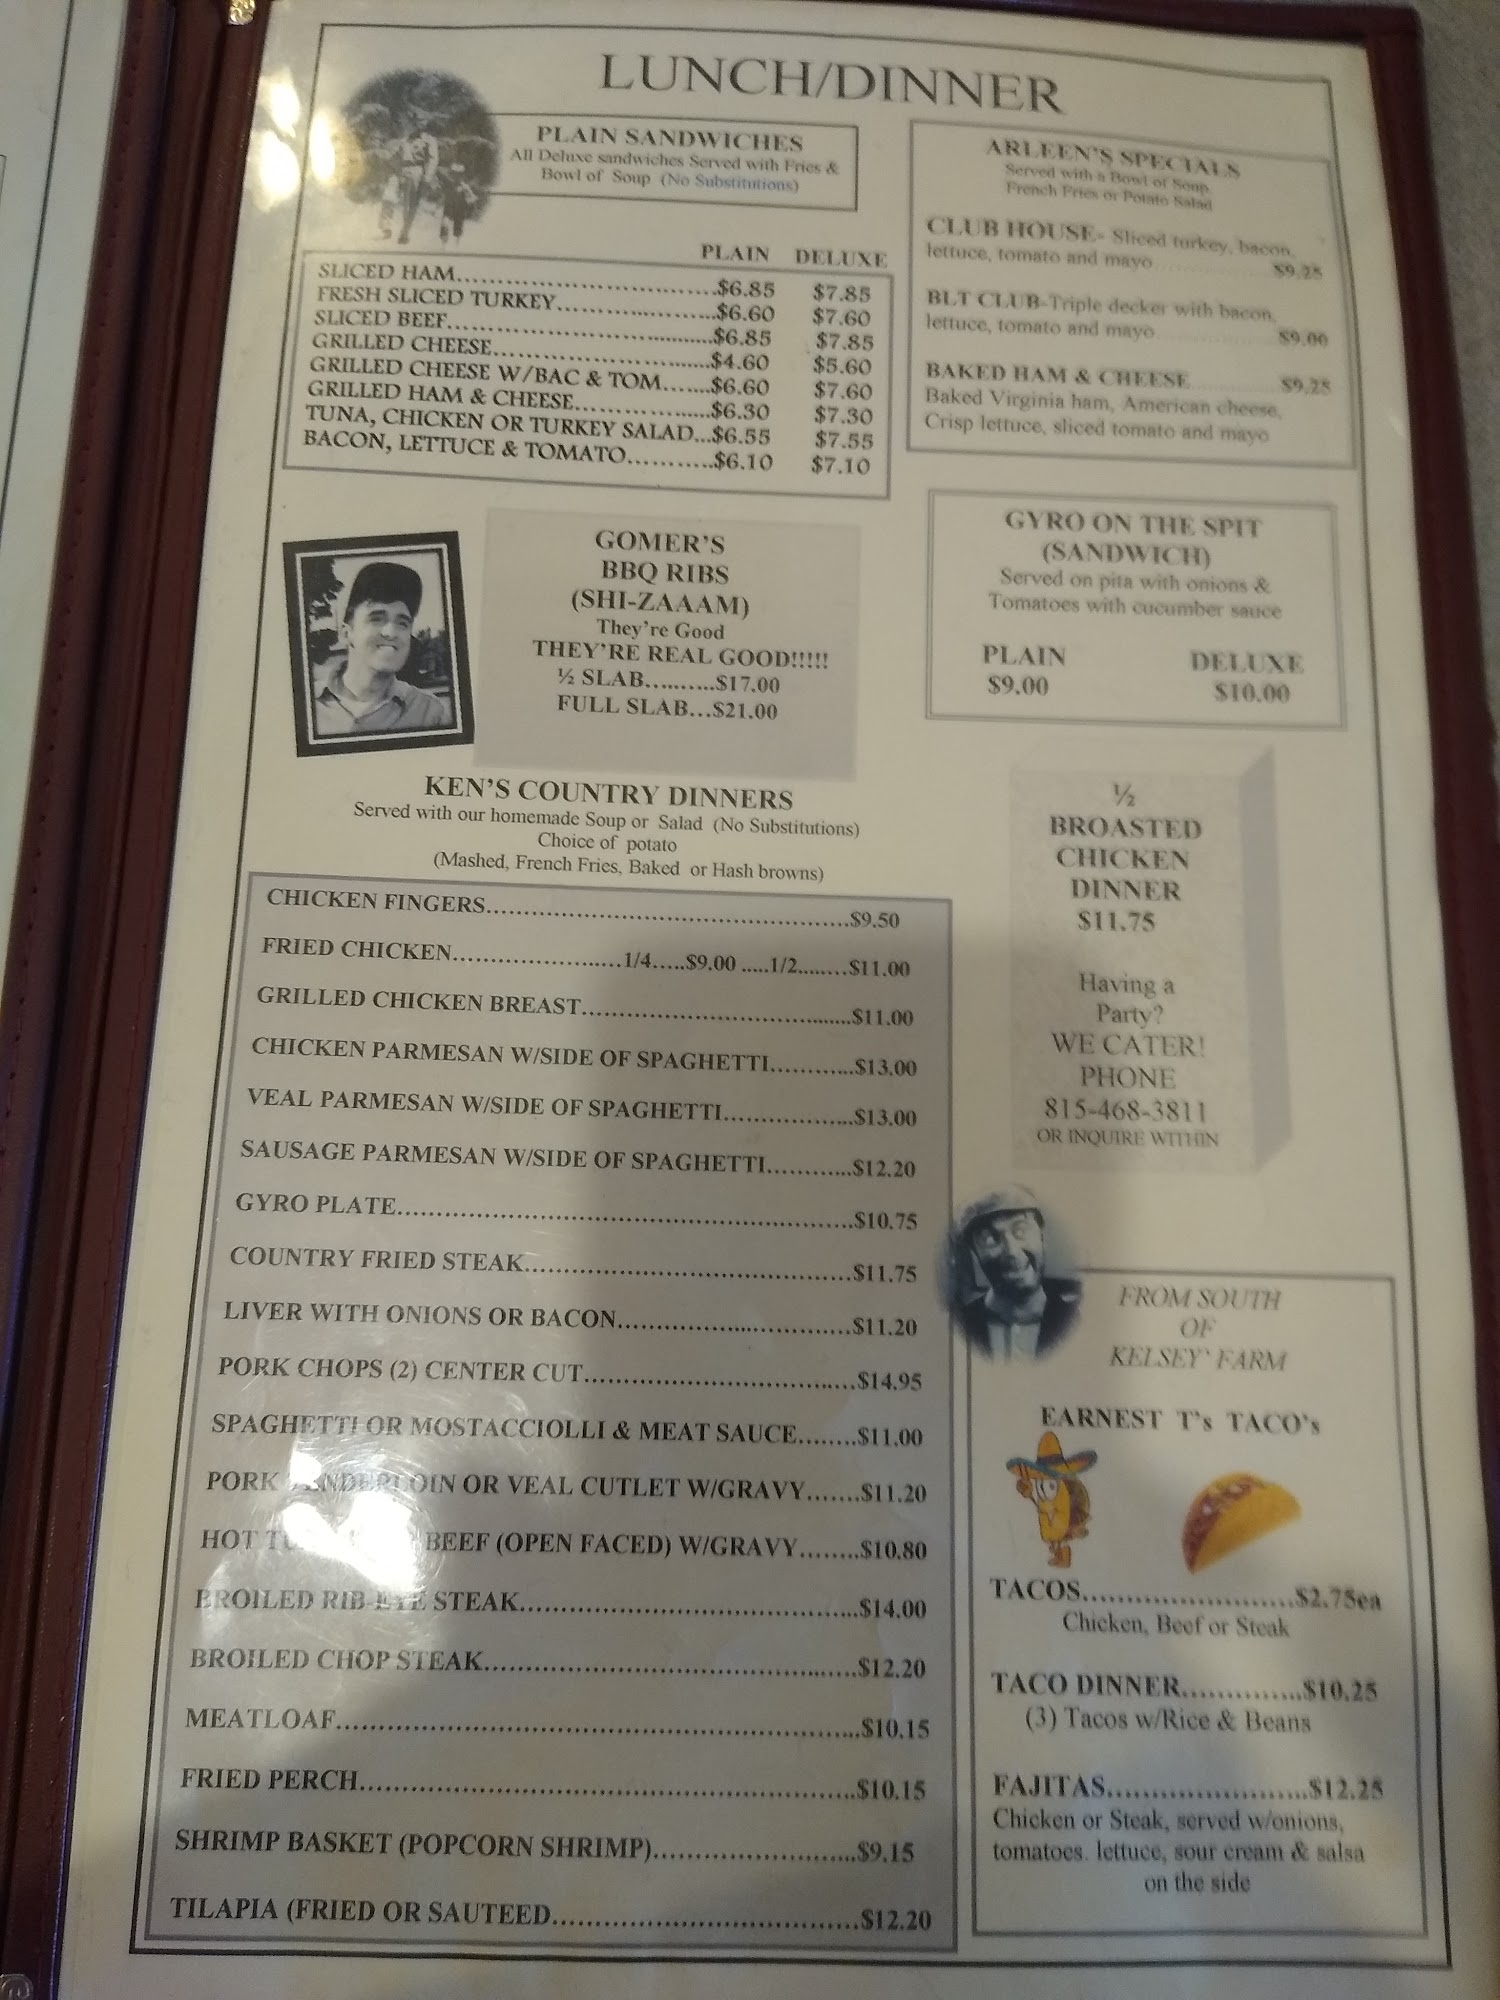 LUNCH/DINNER
PLAIN SANDWICHES
All Deluxe sandwiches Served with Fries &
Bowl of Soup (No Substitutions)
PLAIN DELUXE
SLICED HAM..............................$6.85 $7.85
FRESH SLICED TURKEY....................$6.60 $7.60
SLICED BEEF..............................$6.85 $7.85
GRILLED CHEESE..........................$4.60 $5.60
GRILLED CHEESE W/BAC & TOM.......$6.60 $7.60
GRILLED HAM & CHEESE..................$6.30 $7.30
TUNA, CHICKEN OR TURKEY SALAD...$6.55 $7.55
BACON, LETTUCE & TOMATO............$6.10 $7.10
ARLEEN'S SPECIALS
Served with a Bowl of Soup
French Fries or Potato Salad
CLUB HOUSE- Sliced turkey, bacon,
lettuce, tomato and mayo.................$9.25
BLT CLUB-Triple decker with bacon,
lettuce, tomato and mayo.................$9.00
BAKED HAM & CHEESE $9.25
Baked Virginia ham, American cheese,
Crisp lettuce, sliced tomato and mayo
GOMER'S
BBQ RIBS
(SHI-ZAAAM)
They're Good
THEY'RE REAL GOOD!!!!!
½ SLAB..........$17.00
FULL SLAB...$21.00
GYRO ON THE SPIT
(SANDWICH)
Served on pita with onions &
Tomatoes with cucumber sauce
PLAIN DELUXE
$9.00 $10.00
KEN'S COUNTRY DINNERS
Served with our homemade Soup or Salad (No Substitutions)
Choice of potato
(Mashed, French Fries, Baked or Hash browns)
CHICKEN FINGERS...............................................$9.50
FRIED CHICKEN......................1/4.....$9.00 .....1/2........$11.00
GRILLED CHICKEN BREAST...................................$11.00
CHICKEN PARMESAN W/SIDE OF SPAGHETTI...........$13.00
VEAL PARMESAN W/SIDE OF SPAGHETTI.................$13.00
SAUSAGE PARMESAN W/SIDE OF SPAGHETTI...........$12.20
GYRO PLATE...........................................................$10.75
COUNTRY FRIED STEAK..........................................$11.75
LIVER WITH ONIONS OR BACON..............................$11.20
PORK CHOPS (2) CENTER CUT...................................$14.95
SPAGHETTI OR MOSTACCIOLLI & MEAT SAUCE........$11.00
PORK TENDERLOIN OR VEAL CUTLET W/GRAVY.......$11.20
HOT BEEF (OPEN FACED) W/GRAVY........$10.80
BROILED RIB-EYE STEAK...........................................$14.00
BROILED CHOP STEAK................................................$12.20
MEATLOAF...................................................................$10.15
FRIED PERCH................................................................$10.15
SHRIMP BASKET (POPCORN SHRIMP)..........................$9.15
TILAPIA (FRIED OR SAUTEED.......................................$12.20
½
BROASTED
CHICKEN
DINNER
$11.75
Having a
Party?
WE CATER!
PHONE
815-468-3811
OR INQUIRE WITHIN
FROM SOUTH
OF
KELSEY' FARM
EARNEST T's TACO's
TACOS.........................$2.75ea
Chicken, Beef or Steak
TACO DINNER..............$10.25
(3) Tacos w/Rice & Beans
FAJITAS........................$12.25
Chicken or Steak, served w/onions,
tomatoes. lettuce, sour cream & salsa
on the side